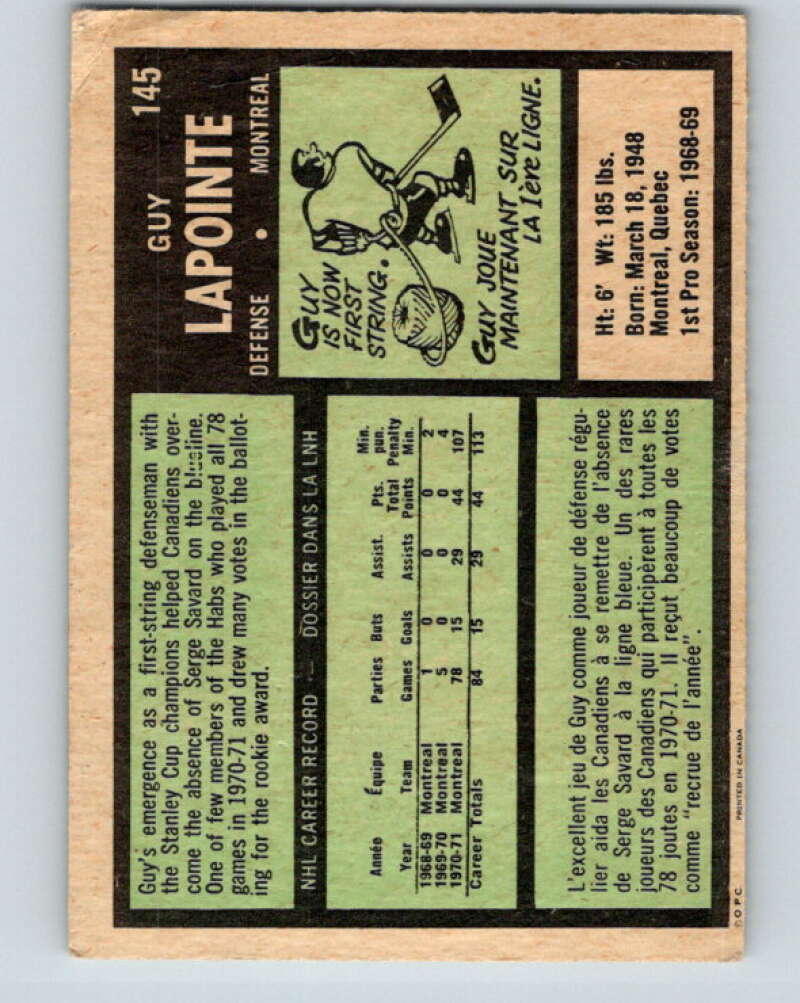 145
GUY
LAPOINTE
DEFENSE • MONTREAL
Guy's emergence as a first-string defenseman with
the Stanley Cup champions helped Canadiens over-
come the absence of Serge Savard on the blueline.
One of few members of the Habs who played all 78
games in 1970-71 and drew many votes in the ballot-
ing for the rookie award.
GUY
IS NOW
FIRST
STRING.
GUY JOUE
MAINTENANT SUR
LA 1ère LIGNE.
NHL CAREER RECORD — DOSSIER DANS LA LNH
Min.
Année Équipe Parties Buts Assist. Pts. pun.
Total Penalty
Year Team Games Goals Assists Points Min.
1968-69 Montreal 1 0 0 0 2
1969-70 Montreal 5 0 0 0 4
1970-71 Montreal 78 15 29 44 107
Career Totals 84 15 29 44 113
Ht: 6' Wt: 185 lbs.
Born: March 18, 1948
Montreal, Quebec
1st Pro Season: 1968-69
L'excellent jeu de Guy comme joueur de défense régu-
lier aida les Canadiens à se remettre de l'absence
de Serge Savard à la ligne bleue. Un des rares
joueurs des Canadiens qui participèrent à toutes les
78 joutes en 1970-71. Il reçut beaucoup de votes
comme "recrue de l'année".
© O P C PRINTED IN CANADA